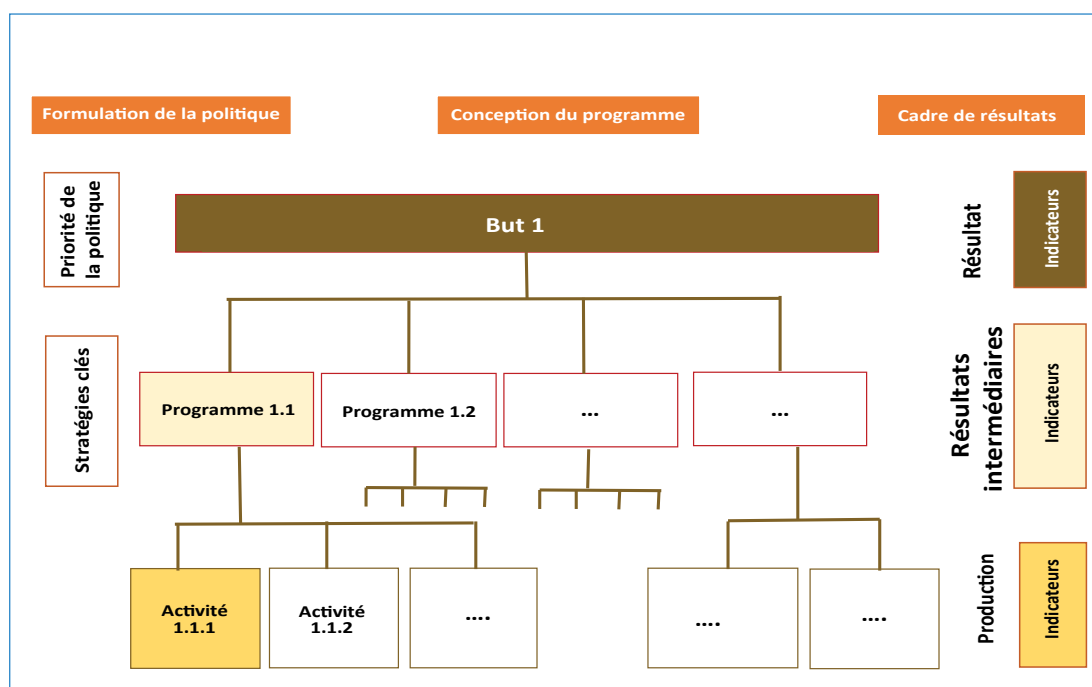 Formulation de la politique
Conception du programme
Cadre de résultats
Priorité de
la politique
But 1
Résultat
Indicateurs
Stratégies clés
Programme 1.1
Programme 1.2
...
...
Résultats
intermédiaires
Indicateurs
Activité
1.1.1
Activité
1.1.2
....
....
....
Production
Indicateurs